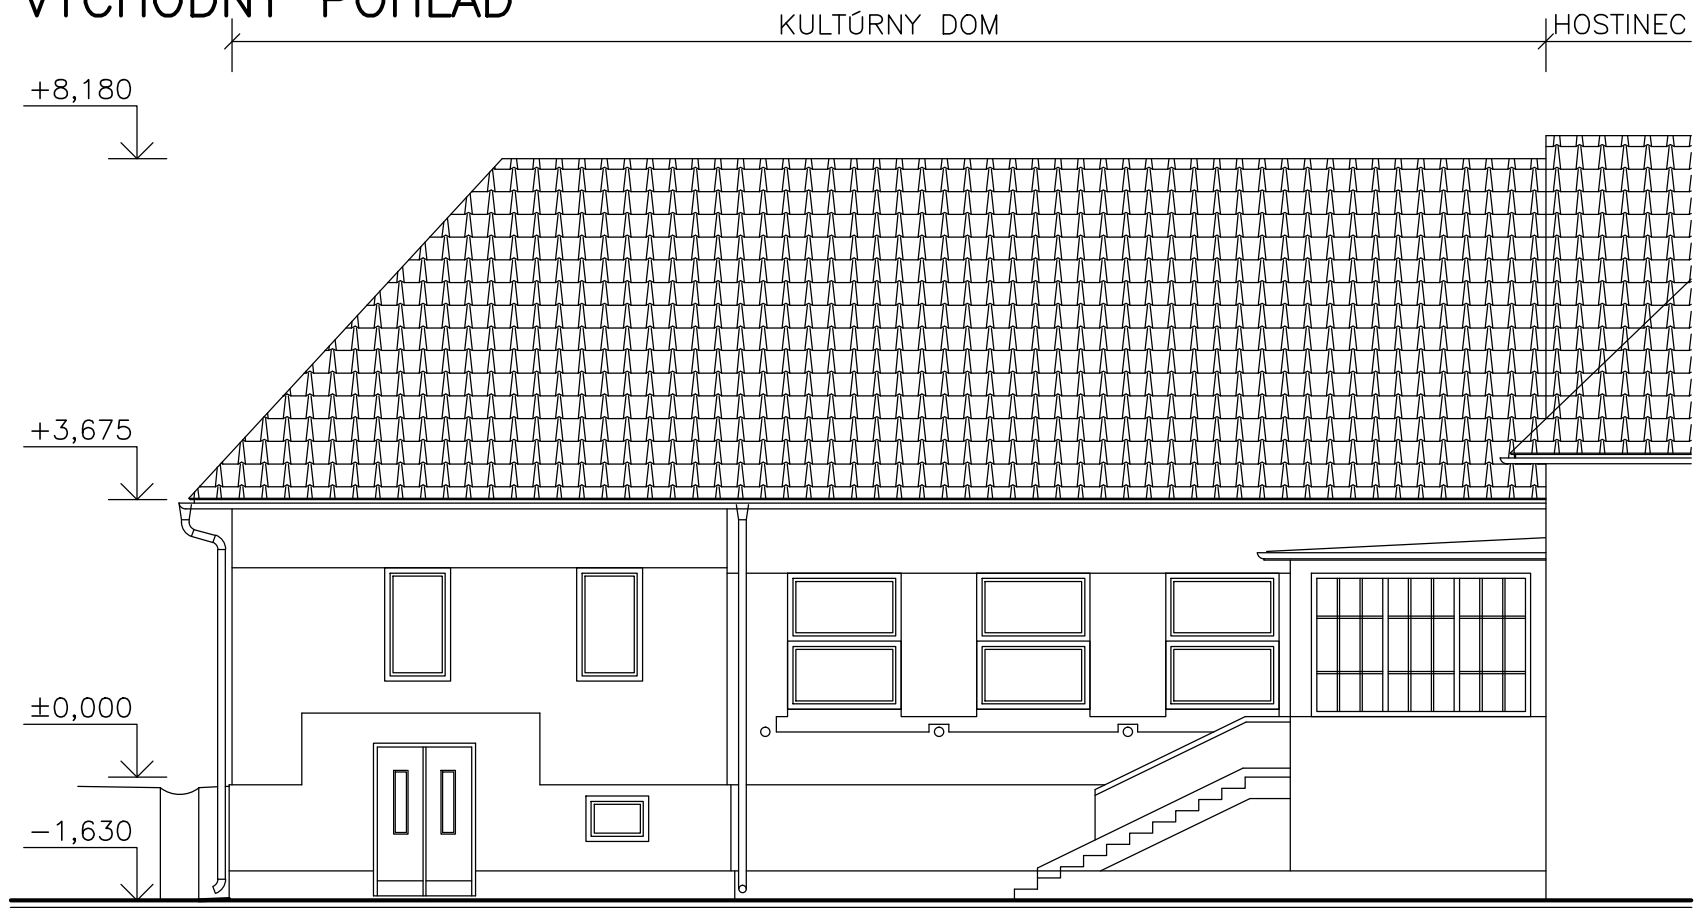 VÝCHODNÝ POHĽAD
KULTÚRNY DOM
HOSTINEC
+8,180
+3,675
±0,000
−1,630